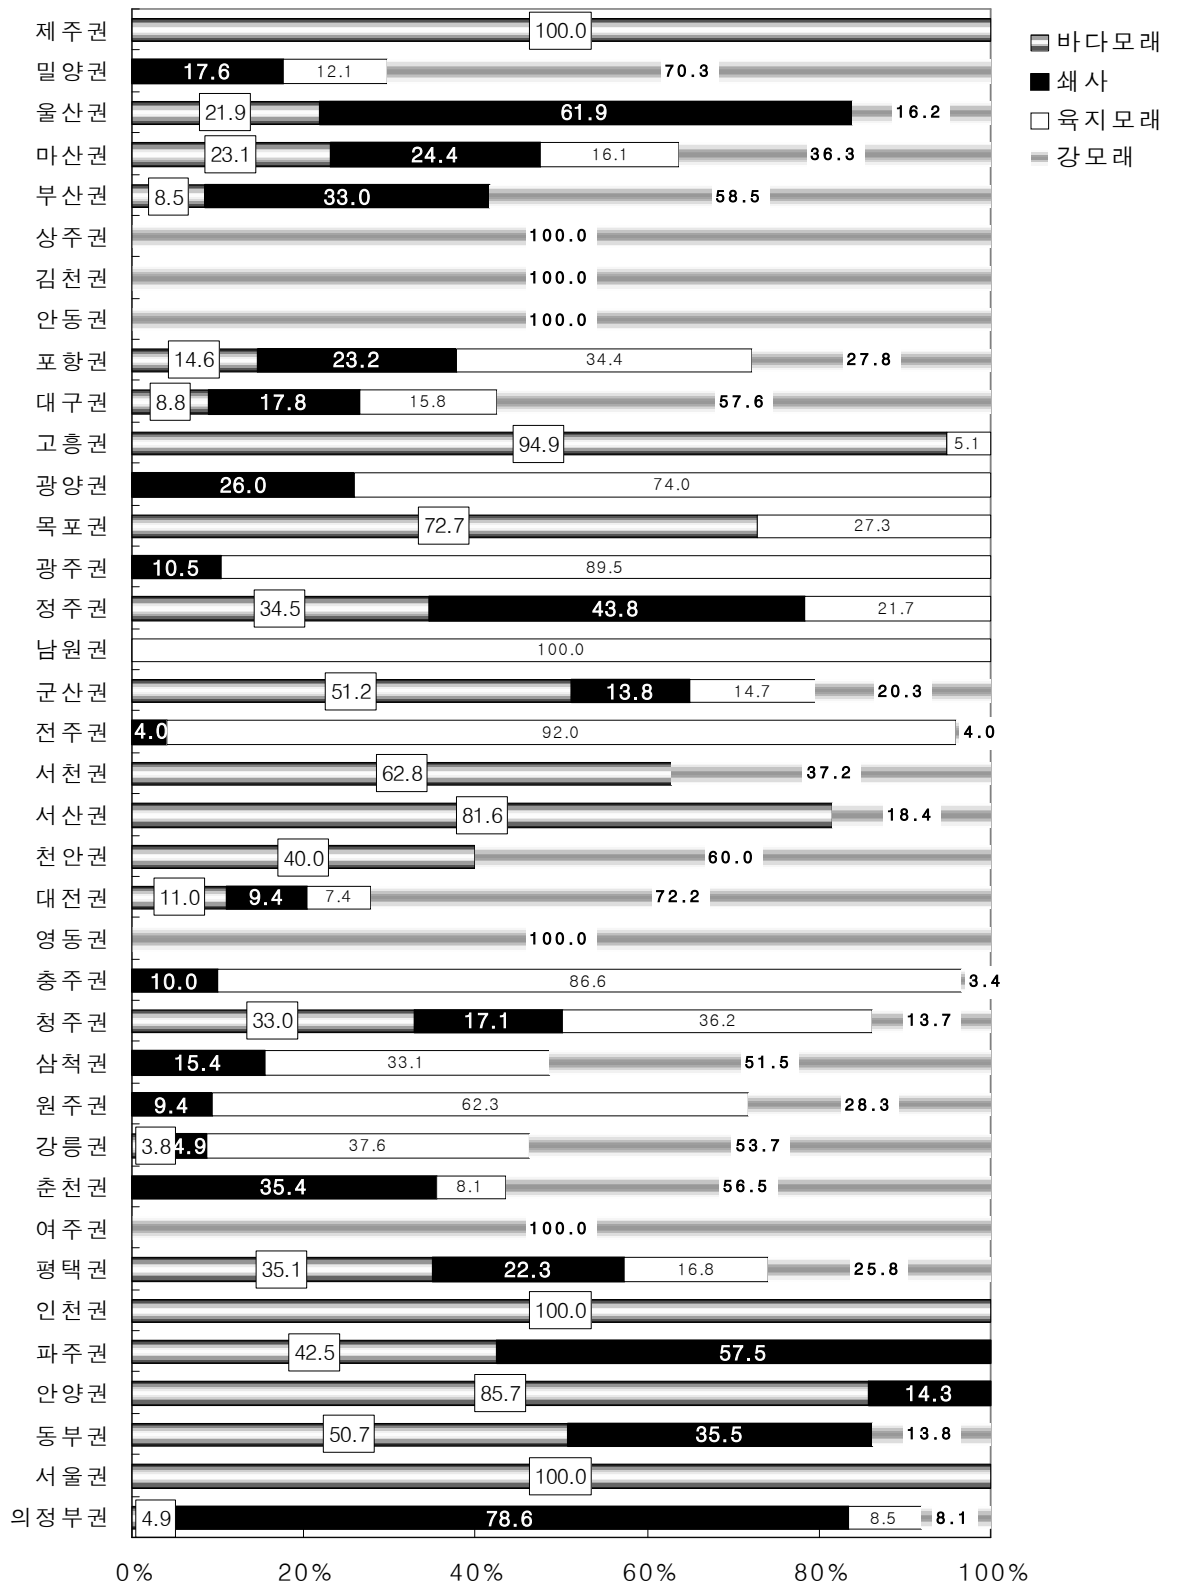 제주권 100.0
밀양권 17.6 12.1 70.3
울산권 21.9 61.9 16.2
마산권 23.1 24.4 16.1 36.3
부산권 8.5 33.0 58.5
상주권 100.0
김천권 100.0
안동권 100.0
포항권 14.6 23.2 34.4 27.8
대구권 8.8 17.8 15.8 57.6
고흥권 94.9 5.1
광양권 26.0 74.0
목포권 72.7 27.3
광주권 10.5 89.5
정주권 34.5 43.8 21.7
남원권 100.0
군산권 51.2 13.8 14.7 20.3
전주권 4.0 92.0 4.0
서천권 62.8 37.2
서산권 81.6 18.4
천안권 40.0 60.0
대전권 11.0 9.4 7.4 72.2
영동권 100.0
충주권 10.0 86.6 3.4
청주권 33.0 17.1 36.2 13.7
삼척권 15.4 33.1 51.5
원주권 9.4 62.3 28.3
강릉권 3.8 4.9 37.6 53.7
춘천권 35.4 8.1 56.5
여주권 100.0
평택권 35.1 22.3 16.8 25.8
인천권 100.0
파주권 42.5 57.5
안양권 85.7 14.3
동부권 50.7 35.5 13.8
서울권 100.0
의정부권 4.9 78.6 8.5 8.1
0% 20% 40% 60% 80% 100%
바다모래
쇄사
육지모래
강모래